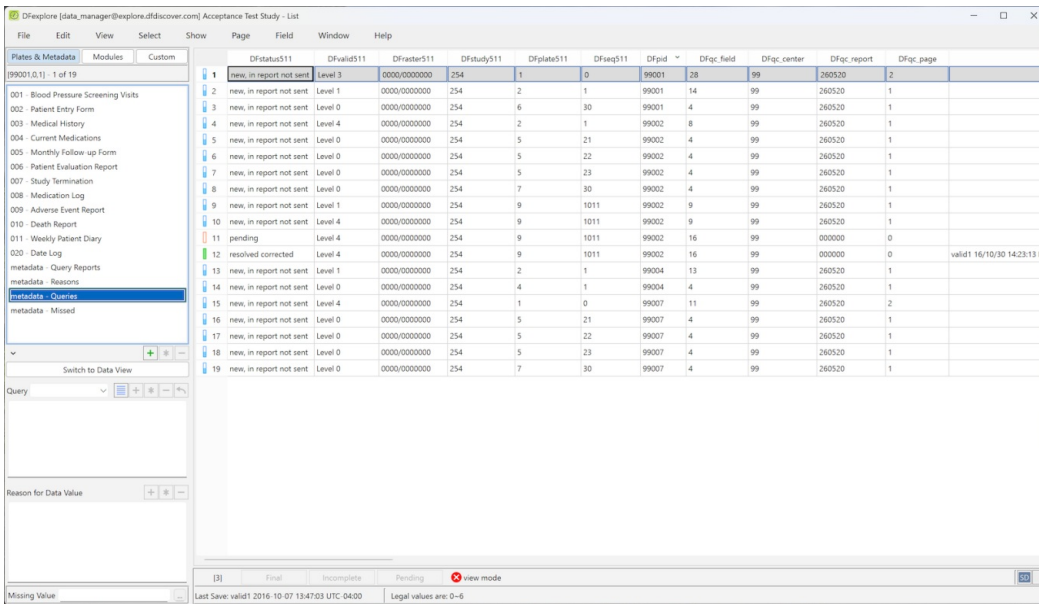 DFexplore [data_manager@explore.dfdiscover.com] Acceptance Test Study - List
File Edit View Select Show Page Field Window Help
Plates & Metadata Modules Custom
[99001,0,1] - 1 of 19
001 - Blood Pressure Screening Visits
002 - Patient Entry Form
003 - Medical History
004 - Current Medications
005 - Monthly Follow-up Form
006 - Patient Evaluation Report
007 - Study Termination
008 - Medication Log
009 - Adverse Event Report
010 - Death Report
011 - Weekly Patient Diary
020 - Date Log
metadata - Query Reports
metadata - Reasons
metadata - Queries
metadata - Missed
Switch to Data View
Query
Reason for Data Value
Missing Value
DFstatus511 DFvalid511 DFraster511 DFstudy511 DFplate511 DFseq511 DFpid DFqc_field DFqc_center DFqc_report DFqc_page
1 new, in report not sent Level 3 0000/0000000 254 1 0 99001 28 99 260520 2
2 new, in report not sent Level 1 0000/0000000 254 2 1 99001 14 99 260520 1
3 new, in report not sent Level 0 0000/0000000 254 6 30 99001 4 99 260520 1
4 new, in report not sent Level 4 0000/0000000 254 2 1 99002 8 99 260520 1
5 new, in report not sent Level 0 0000/0000000 254 5 21 99002 4 99 260520 1
6 new, in report not sent Level 0 0000/0000000 254 5 22 99002 4 99 260520 1
7 new, in report not sent Level 0 0000/0000000 254 5 23 99002 4 99 260520 1
8 new, in report not sent Level 0 0000/0000000 254 7 30 99002 4 99 260520 1
9 new, in report not sent Level 1 0000/0000000 254 9 1011 99002 9 99 260520 1
10 new, in report not sent Level 4 0000/0000000 254 9 1011 99002 9 99 260520 1
11 pending Level 4 0000/0000000 254 9 1011 99002 16 99 000000 0
12 resolved corrected Level 4 0000/0000000 254 9 1011 99002 16 99 000000 0 valid1 16/10/30 14:23:13
13 new, in report not sent Level 1 0000/0000000 254 2 1 99004 13 99 260520 1
14 new, in report not sent Level 0 0000/0000000 254 4 1 99004 4 99 260520 1
15 new, in report not sent Level 4 0000/0000000 254 1 0 99007 11 99 260520 2
16 new, in report not sent Level 0 0000/0000000 254 5 21 99007 4 99 260520 1
17 new, in report not sent Level 0 0000/0000000 254 5 22 99007 4 99 260520 1
18 new, in report not sent Level 0 0000/0000000 254 5 23 99007 4 99 260520 1
19 new, in report not sent Level 0 0000/0000000 254 7 30 99007 4 99 260520 1
[3] Final Incomplete Pending view mode SD
Last Save: valid1 2016-10-07 13:47:03 UTC-04:00 Legal values are: 0~6